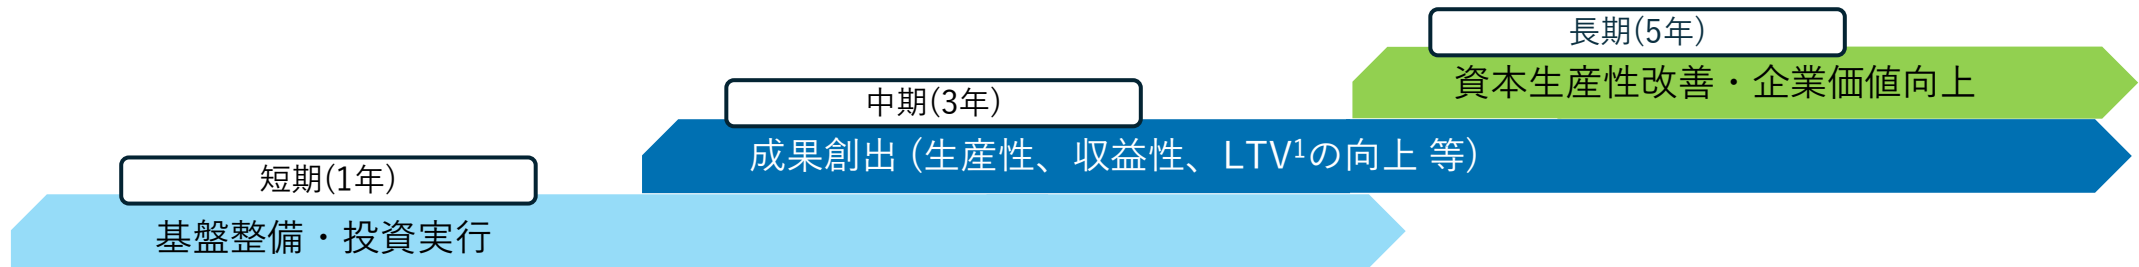 長期(5年)
資本生産性改善・企業価値向上
中期(3年)
成果創出 (生産性、収益性、LTV¹の向上 等)
短期(1年)
基盤整備・投資実行